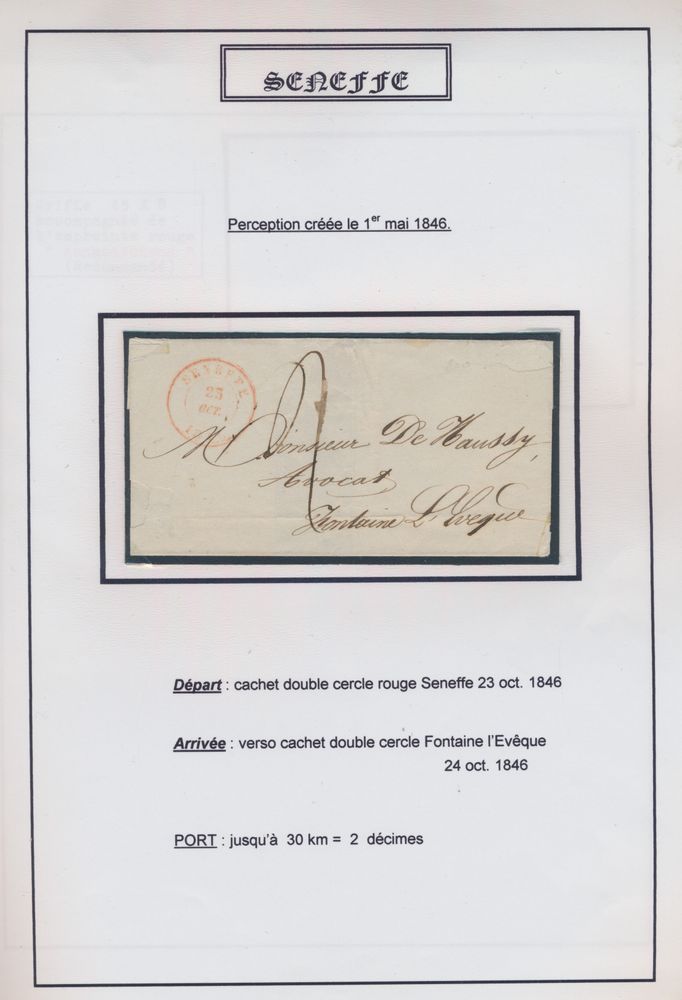 SENEFFE
Perception créée le 1er mai 1846.
SENEFFE
23
OCT.
2
M Monsieur De Haussy,
Avocat
Fontaine L'Evêque
Départ : cachet double cercle rouge Seneffe 23 oct. 1846
Arrivée : verso cachet double cercle Fontaine l'Evêque
24 oct. 1846
PORT : jusqu'à 30 km = 2 décimes